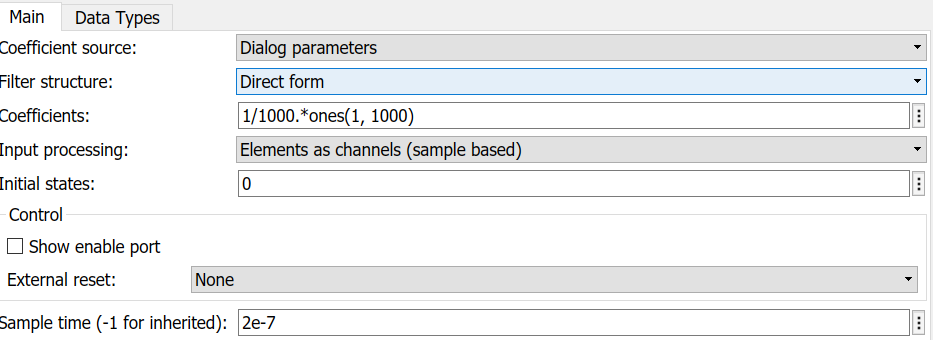 Main Data Types
Coefficient source: Dialog parameters
Filter structure: Direct form
Coefficients: 1/1000.*ones(1, 1000)
Input processing: Elements as channels (sample based)
Initial states: 0
Control
Show enable port
External reset: None
Sample time (-1 for inherited): 2e-7